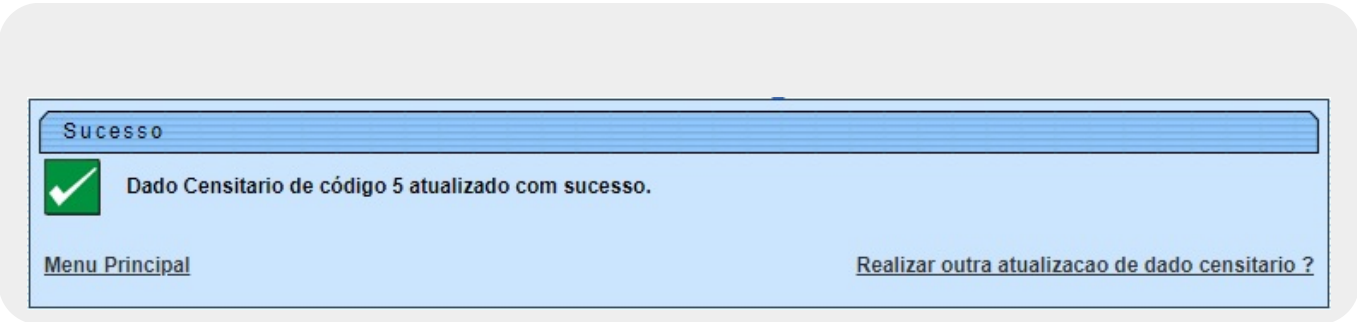 Sucesso
Dado Censitario de código 5 atualizado com sucesso.
Menu Principal
Realizar outra atualizacao de dado censitario ?